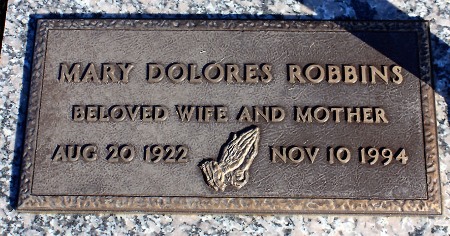 MARY DOLORES ROBBINS
BELOVED WIFE AND MOTHER
AUG 20 1922 NOV 10 1994